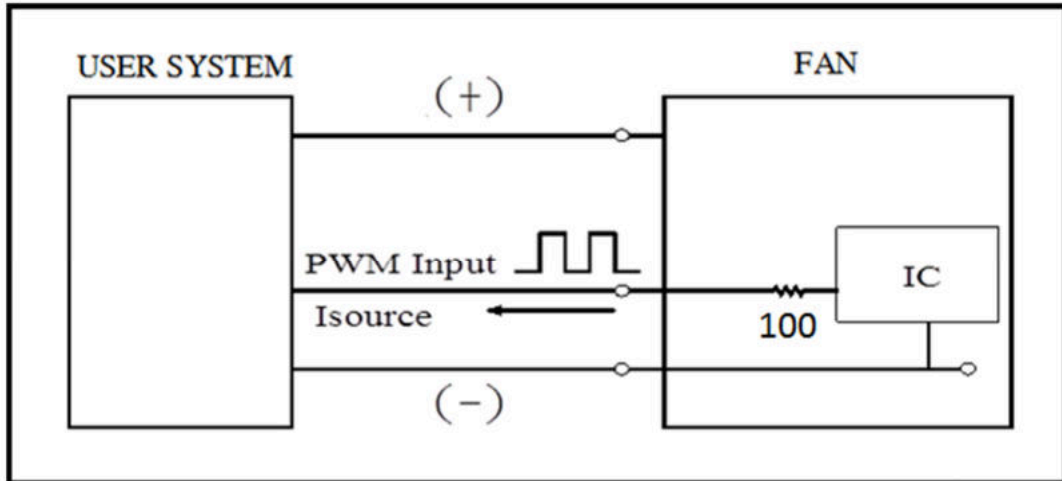 USER SYSTEM
FAN
(+)
PWM Input
IC
Isource
100
(-)